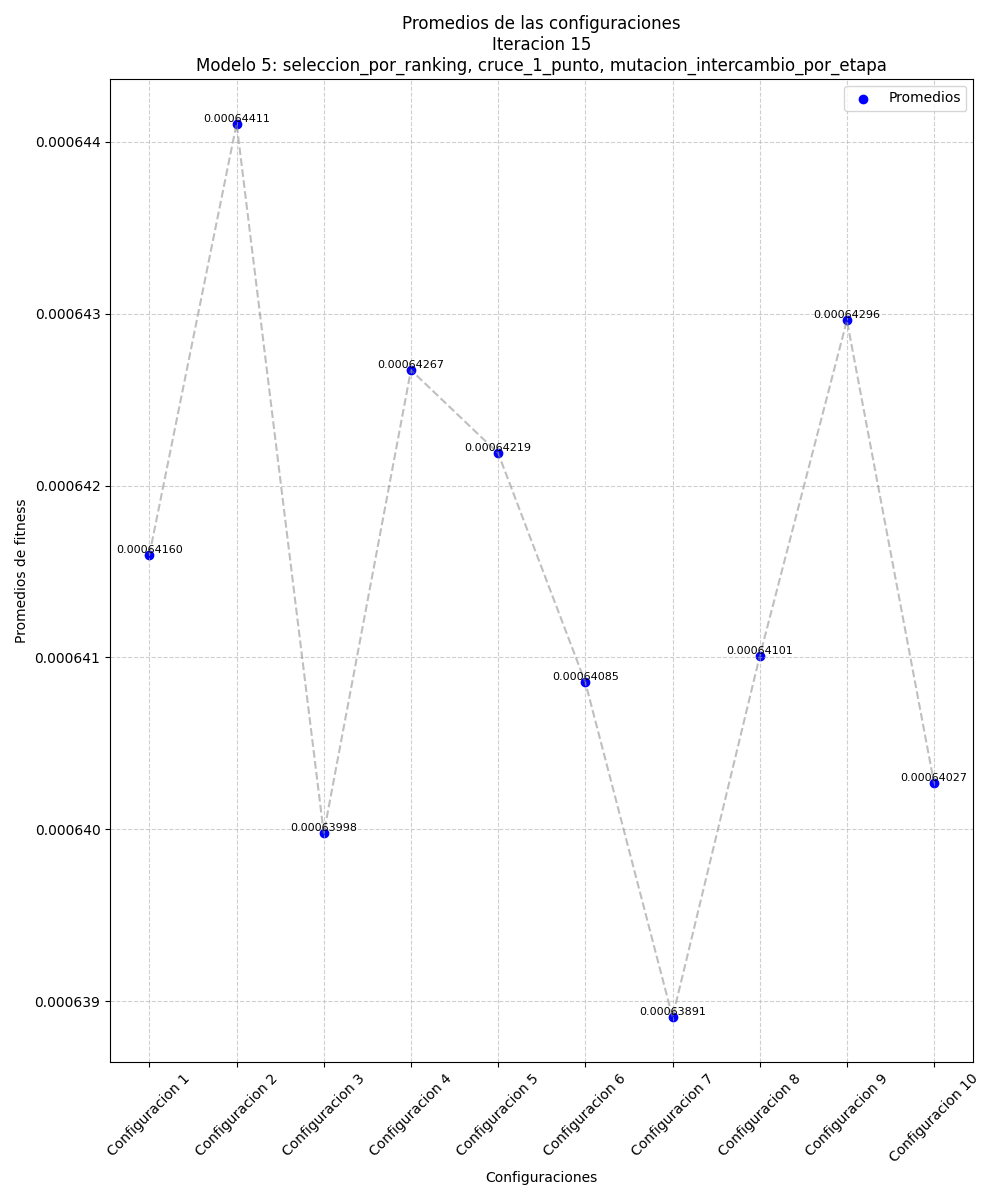 Promedios de las configuraciones
Iteracion 15
Modelo 5: seleccion_por_ranking, cruce_1_punto, mutacion_intercambio_por_etapa
Promedios
0.000644
0.000643
0.000642
0.000641
0.000640
0.000639
Promedios de fitness
0.00064160
0.00064411
0.00063998
0.00064267
0.00064219
0.00064085
0.00063891
0.00064101
0.00064296
0.00064027
Configuracion 1
Configuracion 2
Configuracion 3
Configuracion 4
Configuracion 5
Configuracion 6
Configuracion 7
Configuracion 8
Configuracion 9
Configuracion 10
Configuraciones